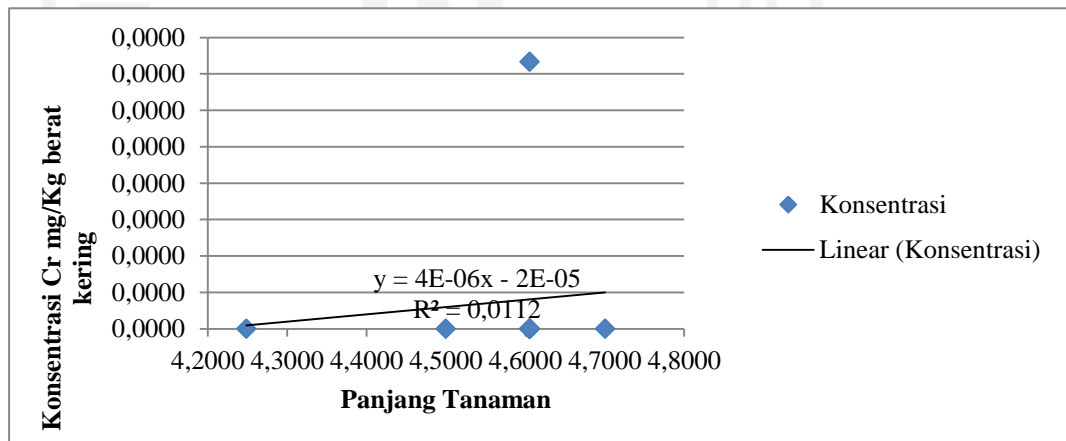 0,0000
0,0000
0,0000
0,0000
0,0000
0,0000
0,0000
0,0000
0,0000
Konsentrasi Cr mg/Kg berat
kering
y = 4E-06x - 2E-05
R² = 0,0112
4,2000 4,3000 4,4000 4,5000 4,6000 4,7000 4,8000
Panjang Tanaman
Konsentrasi
Linear (Konsentrasi)